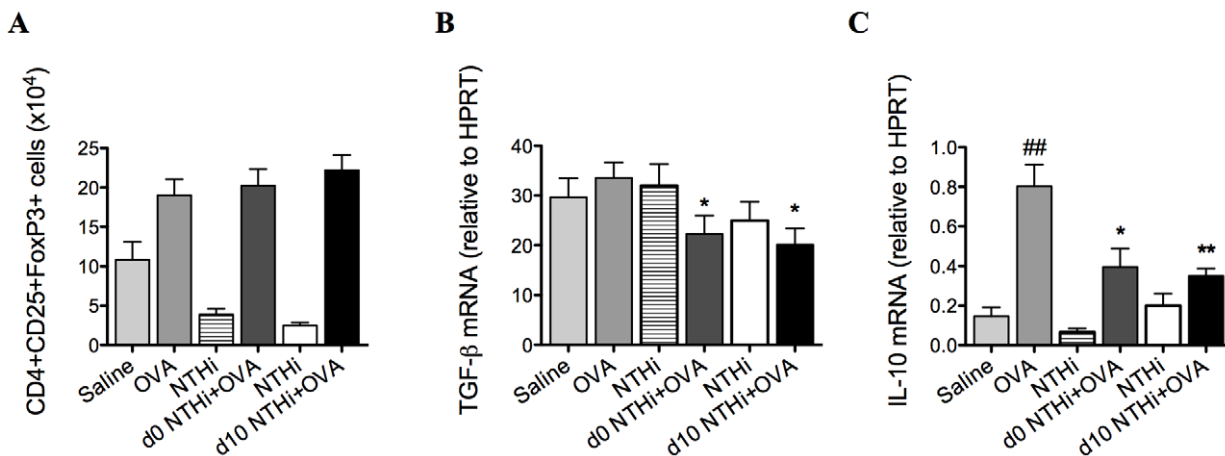 A
CD4+CD25+FoxP3+ cells (x10⁴)
25
20
15
10
5
0
Saline
OVA
NTHi
d0 NTHi+OVA
NTHi
d10 NTHi+OVA
B
TGF-β mRNA (relative to HPRT)
40
30
20
10
0
*
*
Saline
OVA
NTHi
d0 NTHi+OVA
NTHi
d10 NTHi+OVA
C
IL-10 mRNA (relative to HPRT)
1.0
0.8
0.6
0.4
0.2
0.0
##
*
**
Saline
OVA
NTHi
d0 NTHi+OVA
NTHi
d10 NTHi+OVA